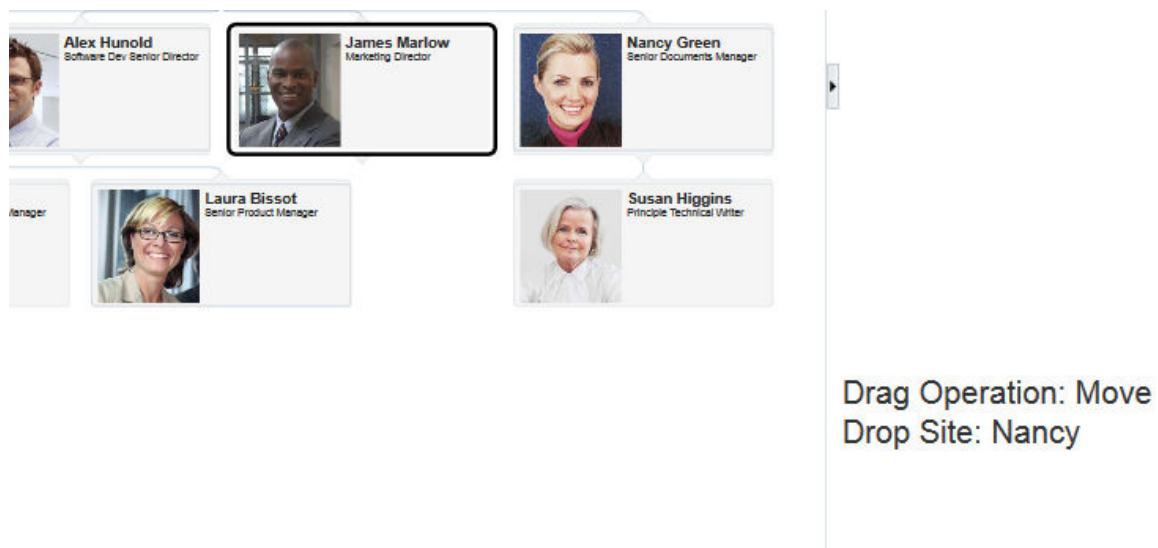 Alex Hunold
Software Dev Senior Director
James Marlow
Marketing Director
Nancy Green
Senior Documents Manager
Manager
Laura Bissot
Senior Product Manager
Susan Higgins
Principle Technical Writer
Drag Operation: Move
Drop Site: Nancy